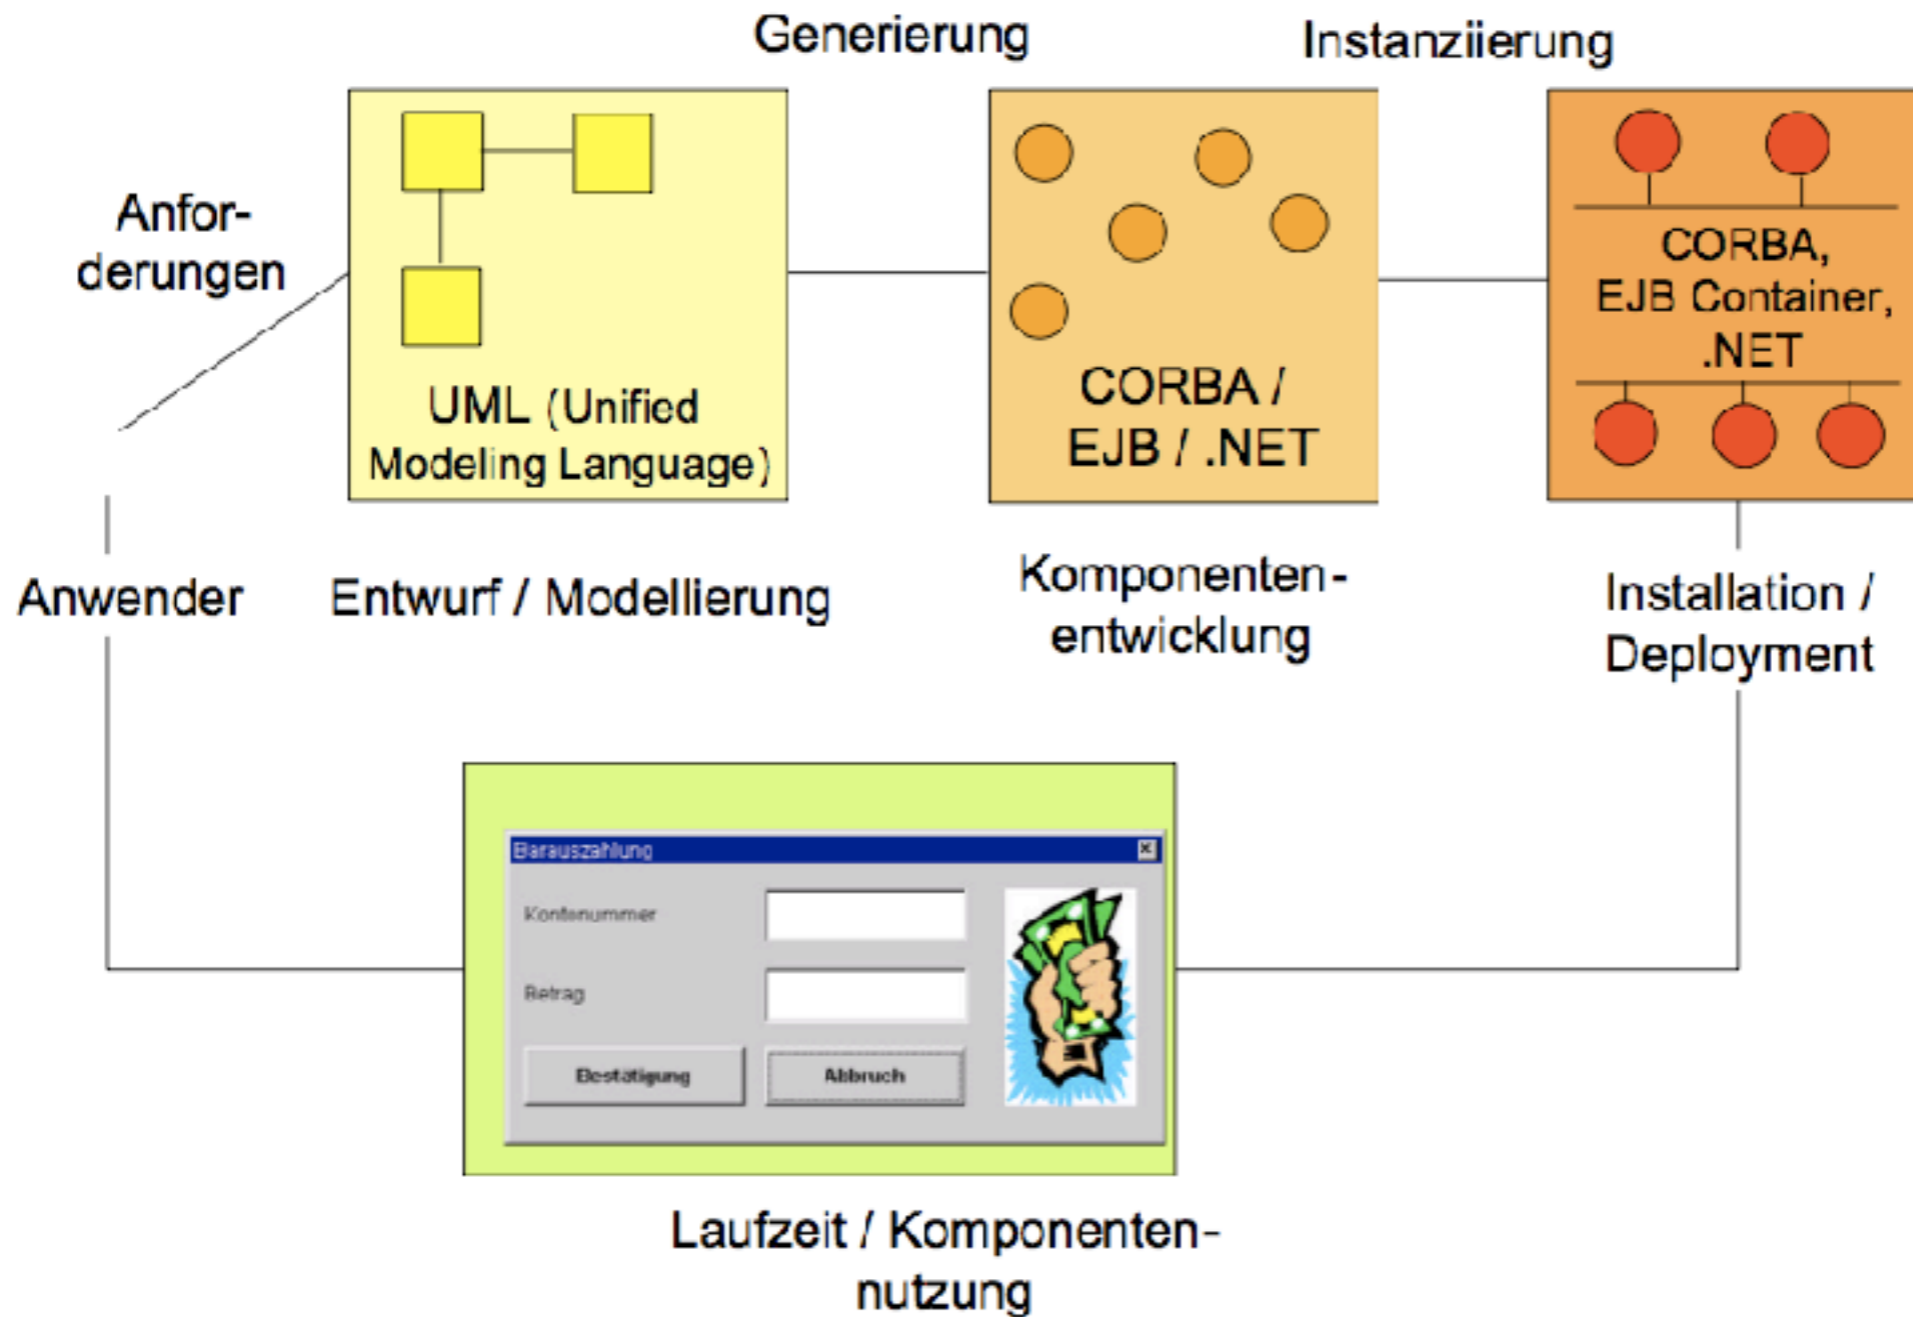 Generierung
Instanziierung
Anfor-
derungen
UML (Unified
Modeling Language)
CORBA /
EJB / .NET
CORBA,
EJB Container,
.NET
Anwender
Entwurf / Modellierung
Komponenten-
entwicklung
Installation /
Deployment
Barauszahlung
Kontonummer
Betrag
Bestätigung
Abbruch
Laufzeit / Komponenten-
nutzung